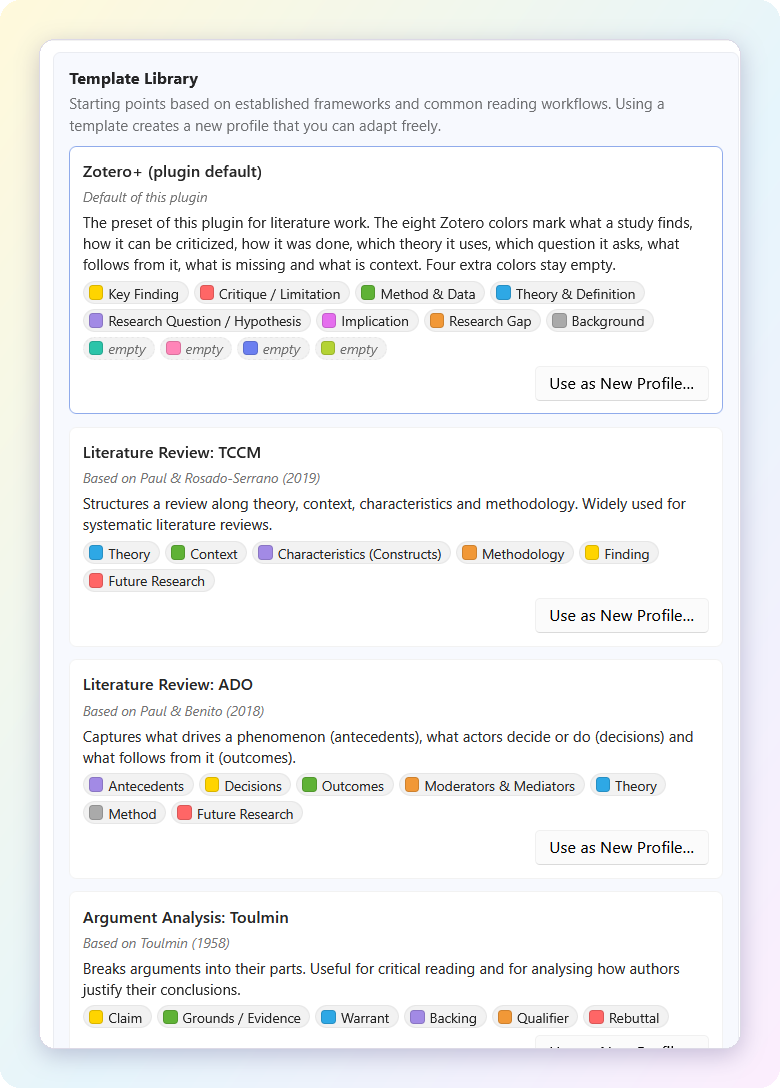 Template Library
Starting points based on established frameworks and common reading workflows. Using a
template creates a new profile that you can adapt freely.
Zotero+ (plugin default)
Default of this plugin
The preset of this plugin for literature work. The eight Zotero colors mark what a study finds,
how it can be criticized, how it was done, which theory it uses, which question it asks, what
follows from it, what is missing and what is context. Four extra colors stay empty.
Key Finding Critique / Limitation Method & Data Theory & Definition
Research Question / Hypothesis Implication Research Gap Background
empty empty empty empty
Use as New Profile...
Literature Review: TCCM
Based on Paul & Rosado-Serrano (2019)
Structures a review along theory, context, characteristics and methodology. Widely used for
systematic literature reviews.
Theory Context Characteristics (Constructs) Methodology Finding
Future Research
Use as New Profile...
Literature Review: ADO
Based on Paul & Benito (2018)
Captures what drives a phenomenon (antecedents), what actors decide or do (decisions) and
what follows from it (outcomes).
Antecedents Decisions Outcomes Moderators & Mediators Theory
Method Future Research
Use as New Profile...
Argument Analysis: Toulmin
Based on Toulmin (1958)
Breaks arguments into their parts. Useful for critical reading and for analysing how authors
justify their conclusions.
Claim Grounds / Evidence Warrant Backing Qualifier Rebuttal